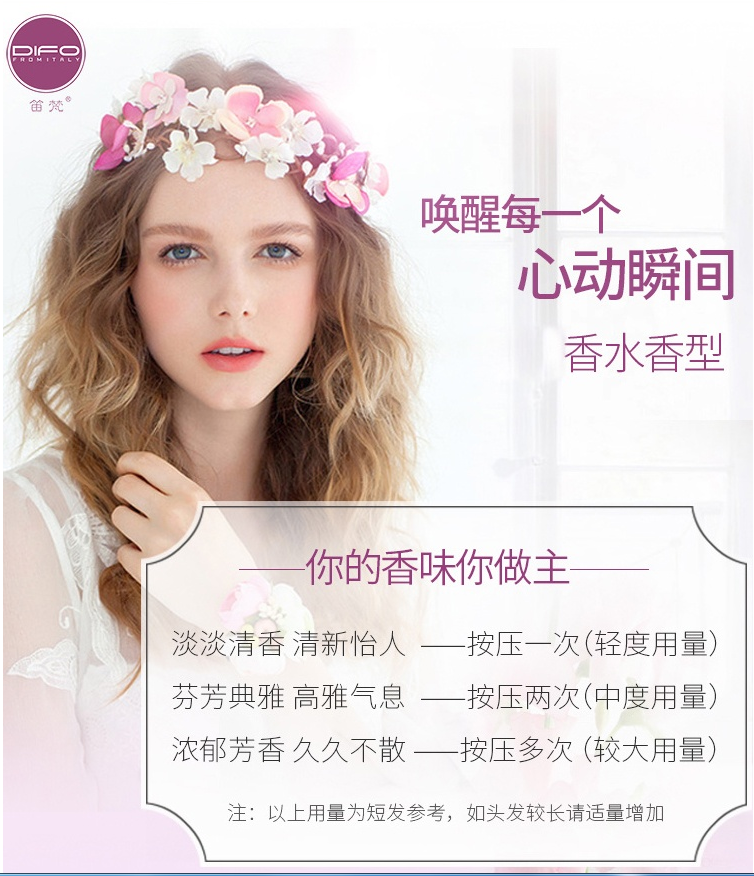 DIFO
FROM ITALY
笛梵®
唤醒每一个
心动瞬间
香水香型
你的香味你做主
淡淡清香 清新怡人 ——按压一次(轻度用量)
芬芳典雅 高雅气息 ——按压两次(中度用量)
浓郁芳香 久久不散 ——按压多次(较大用量)
注：以上用量为短发参考，如头发较长请适量增加